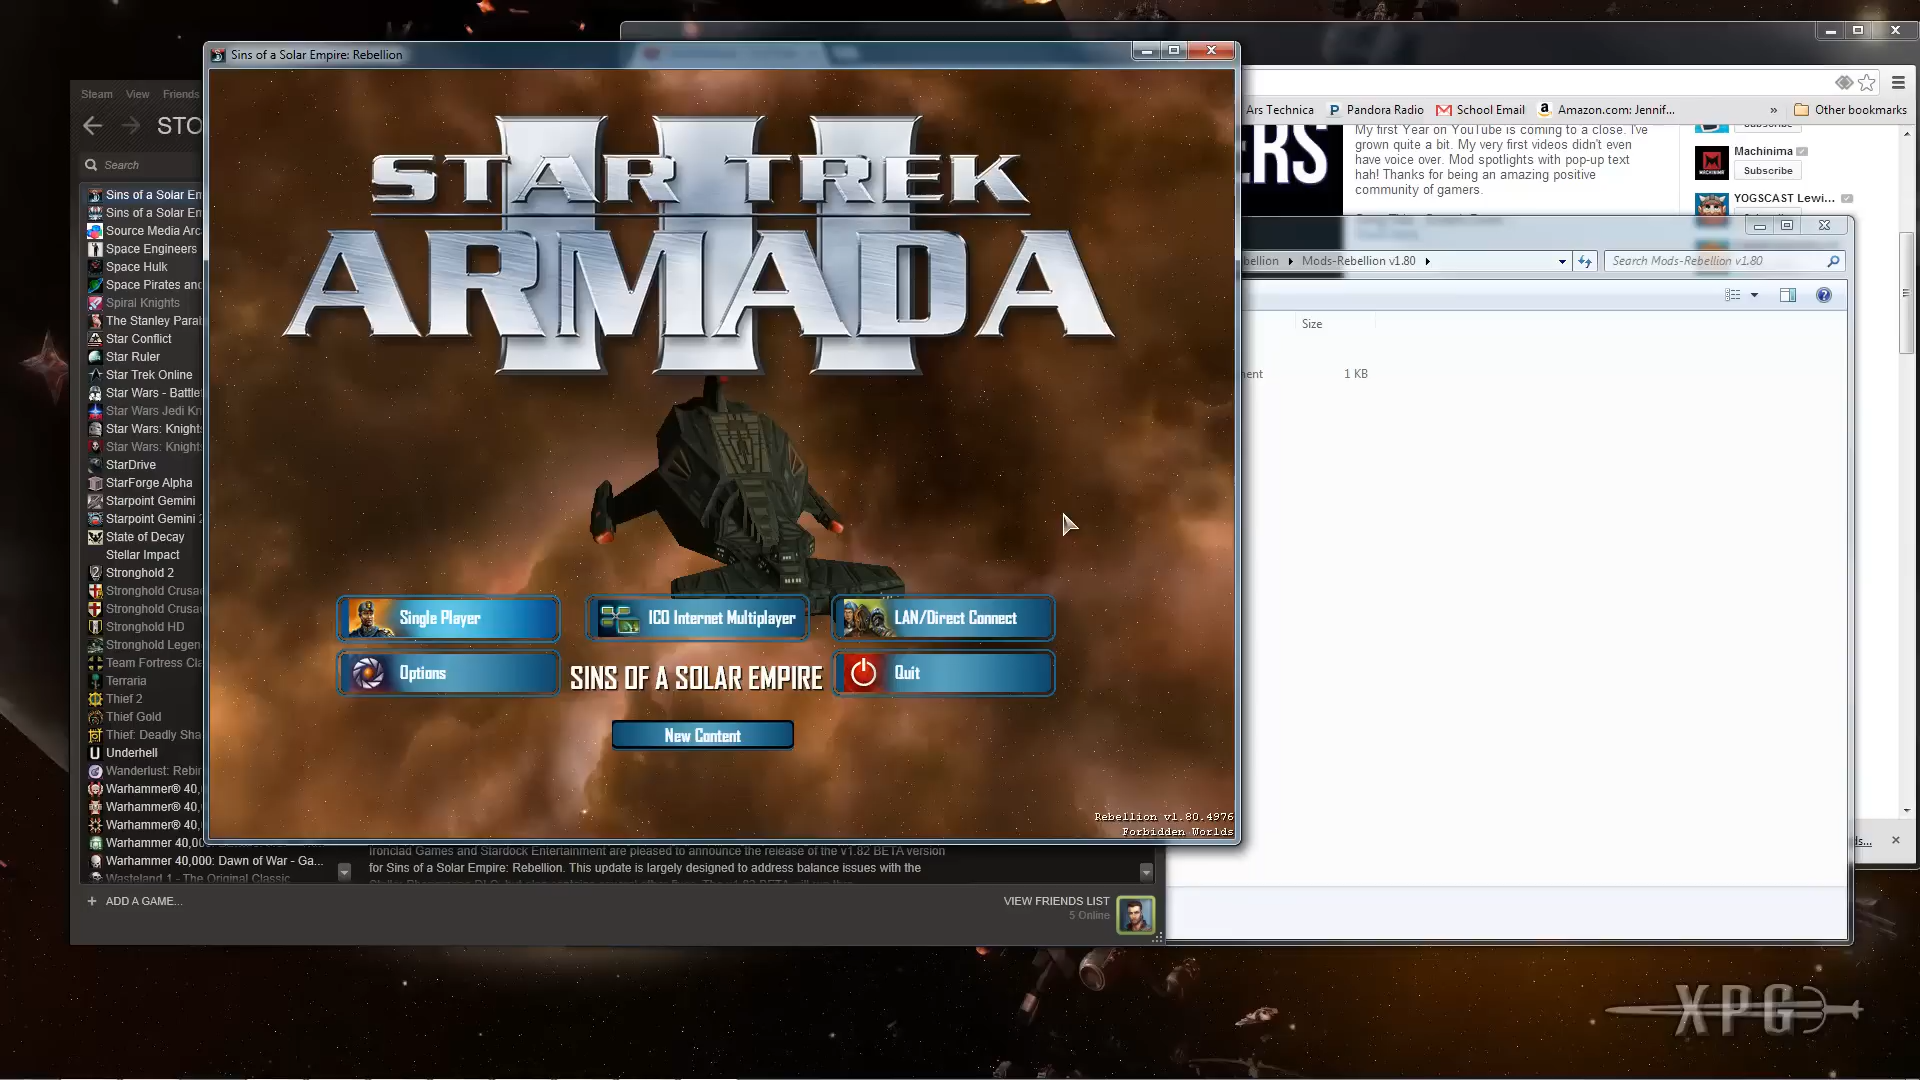 Sins of a Solar Empire: Rebellion
Steam View Friends
STO
Search
Sins of a Solar Em
Sins of a Solar Em
Source Media Arc
Space Engineers
Space Hulk
Space Pirates and
Spiral Knights
The Stanley Para
Star Conflict
Star Ruler
Star Trek Online
Star Wars - Battlef
Star Wars Jedi Kn
Star Wars: Knight
Star Wars: Knight
StarDrive
StarForge Alpha
Starpoint Gemini
Starpoint Gemini 2
State of Decay
Stellar Impact
Stronghold 2
Stronghold Crusa
Stronghold Crusa
Stronghold HD
Stronghold Legen
Team Fortress Cla
Terraria
Thief 2
Thief Gold
Thief: Deadly Sha
Underhell
Wanderlust: Rebir
Warhammer® 40,
Warhammer® 40,
Warhammer® 40,
Warhammer 40,00
Warhammer 40,000: Dawn of War - Ga...
Wasteland 1 - The Original Classic
+ ADD A GAME...
STAR TREK
III
ARMADA
Single Player
ICO Internet Multiplayer
LAN/Direct Connect
Options
SINS OF A SOLAR EMPIRE
Quit
New Content
Rebellion v1.80.4976
Forbidden Worlds
Ironclad Games and Stardock Entertainment are pleased to announce the release of the v1.82 BETA version
for Sins of a Solar Empire: Rebellion. This update is largely designed to address balance issues with the
VIEW FRIENDS LIST
5 Online
Ars Technica Pandora Radio School Email Amazon.com: Jennif... » Other bookmarks
ERS
My first Year on YouTube is coming to a close. I've
grown quite a bit. My very first videos didn't even
have voice over. Mod spotlights with pop-up text
hah! Thanks for being an amazing positive
community of gamers.
Subscribe
Machinima
Subscribe
YOGSCAST Lewi...
bellion Mods-Rebellion v1.80
Search Mods-Rebellion v1.80
Size
ment 1 KB
ds...
XPG